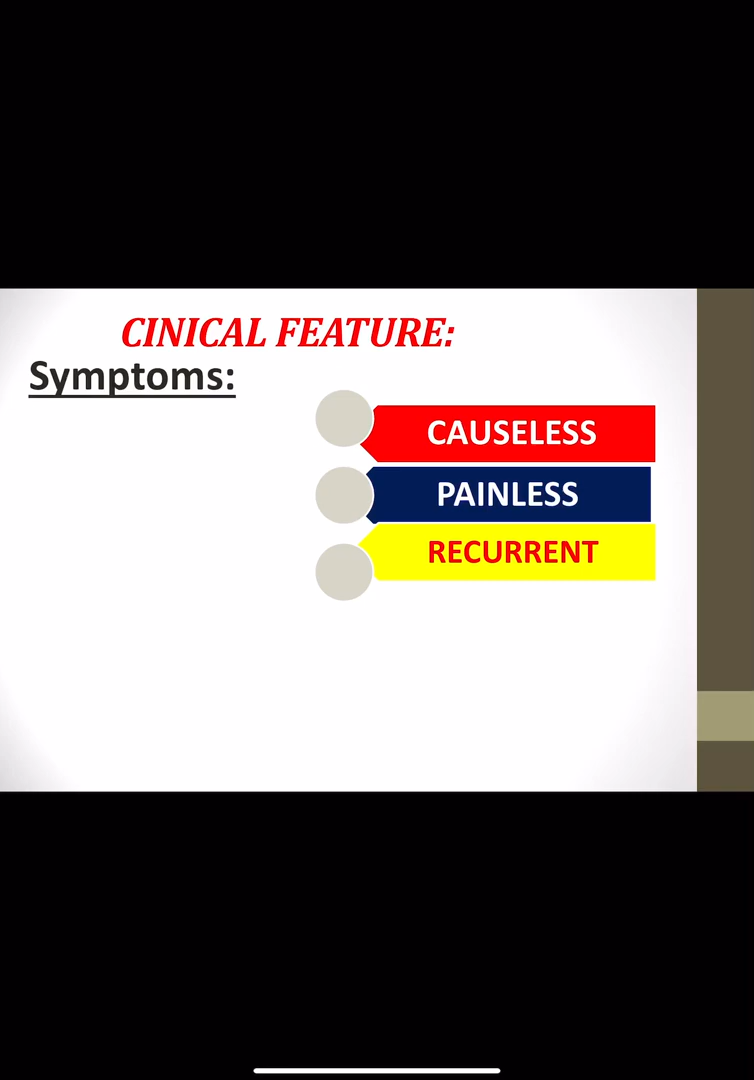 CINICAL FEATURE:
Symptoms:
CAUSELESS
PAINLESS
RECURRENT